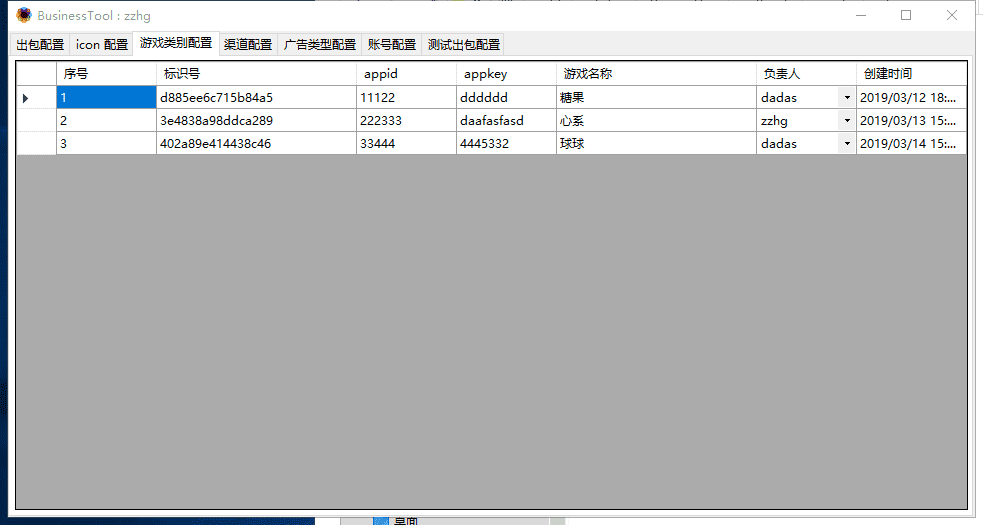 BusinessTool : zzhg
出包配置 icon 配置 游戏类别配置 渠道配置 广告类型配置 账号配置 测试出包配置
序号 标识号 appid appkey 游戏名称 负责人 创建时间
1 d885ee6c715b84a5 11122 dddddd 糖果 dadas 2019/03/12 18:...
2 3e4838a98ddca289 222333 daafasfasd 心系 zzhg 2019/03/13 15:...
3 402a89e414438c46 33444 4445332 球球 dadas 2019/03/14 15:...
桌面